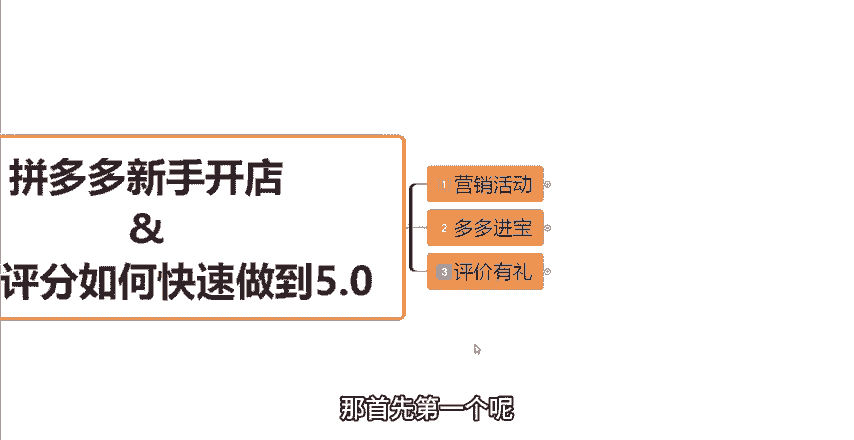 拼多多新手开店
&
评分如何快速做到5.0
1 营销活动
2 多多进宝
3 评价有礼
那首先第一个呢